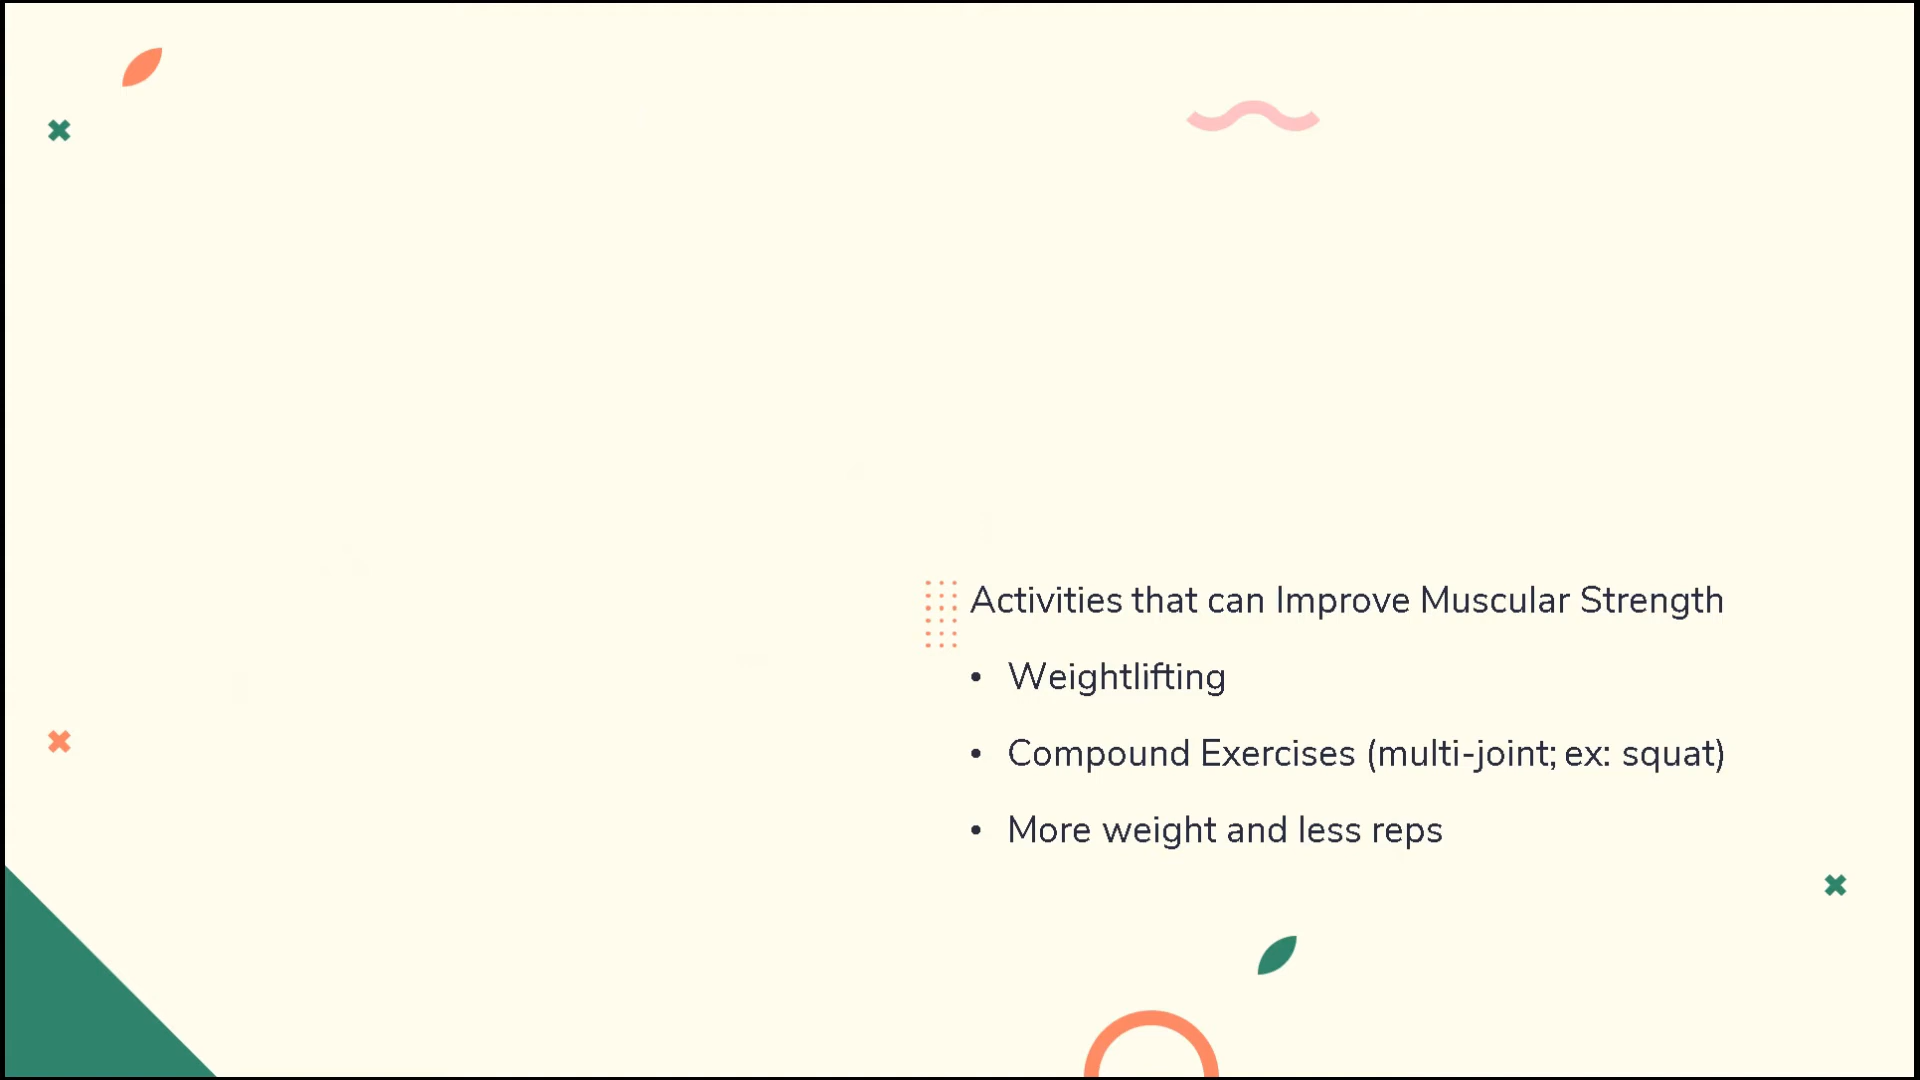 Activities that can Improve Muscular Strength
• Weightlifting
• Compound Exercises (multi-joint; ex: squat)
• More weight and less reps